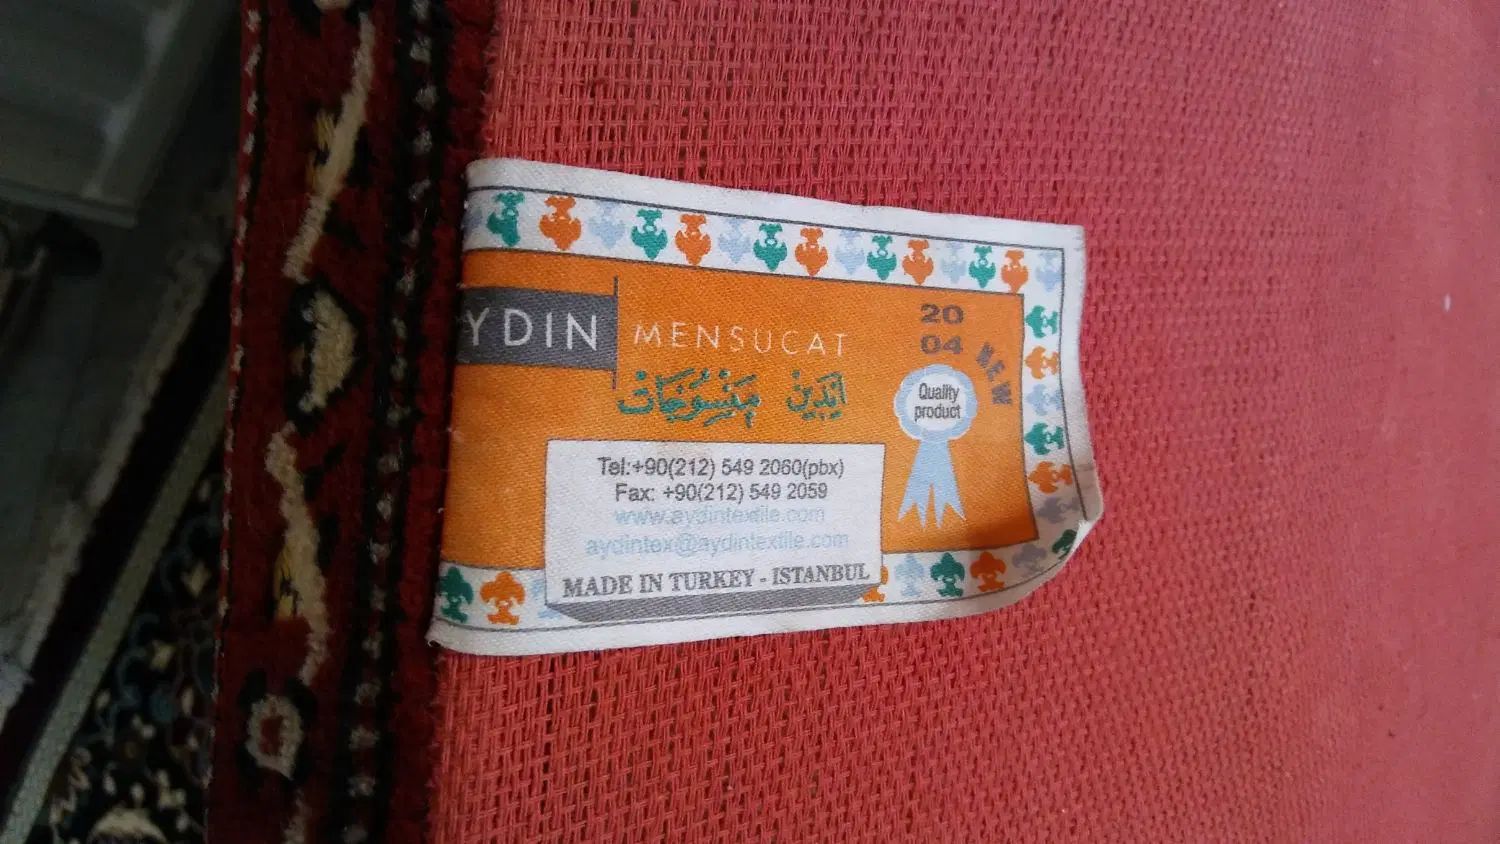 YDIN MENSUCAT
ايدين منسوجات
20
04 NEW
Quality
product
Tel:+90(212) 549 2060(pbx)
Fax: +90(212) 549 2059
www.aydintextile.com
aydintex@aydintextile.com
MADE IN TURKEY - ISTANBUL